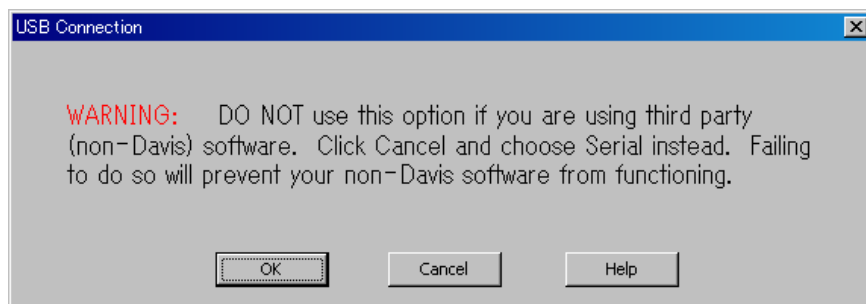 USB Connection
WARNING: DO NOT use this option if you are using third party
(non-Davis) software. Click Cancel and choose Serial instead. Failing
to do so will prevent your non-Davis software from functioning.
OK Cancel Help